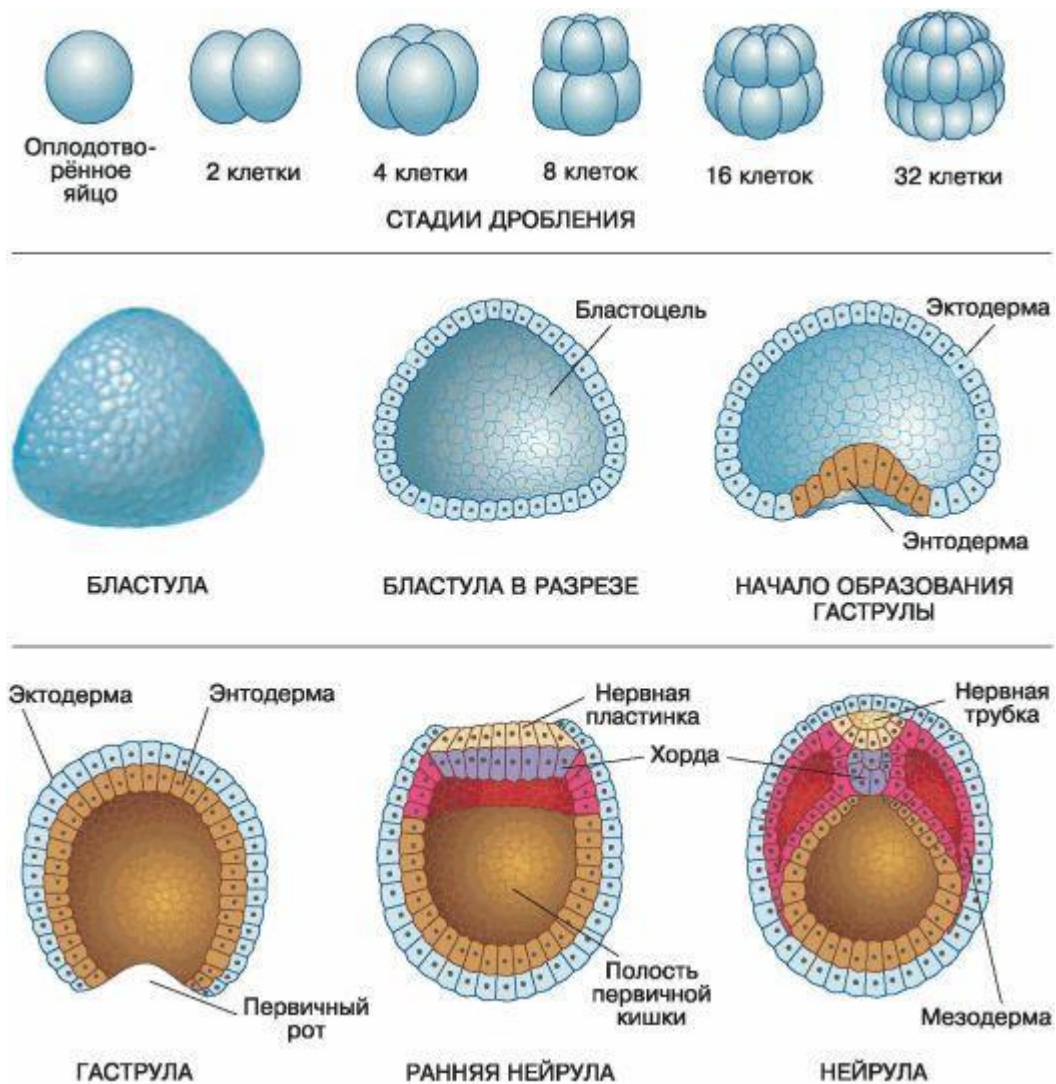 Оплодотво-
рённое
яйцо
2 клетки
4 клетки
8 клеток
16 клеток
32 клетки
СТАДИИ ДРОБЛЕНИЯ
Бластоцель
Эктодерма
Энтодерма
БЛАСТУЛА
БЛАСТУЛА В РАЗРЕЗЕ
НАЧАЛО ОБРАЗОВАНИЯ
ГАСТРУЛЫ
Эктодерма
Энтодерма
Нервная
пластинка
Нервная
трубка
Хорда
Первичный
рот
Полость
первичной
кишки
Мезодерма
ГАСТРУЛА
РАННЯЯ НЕЙРУЛА
НЕЙРУЛА